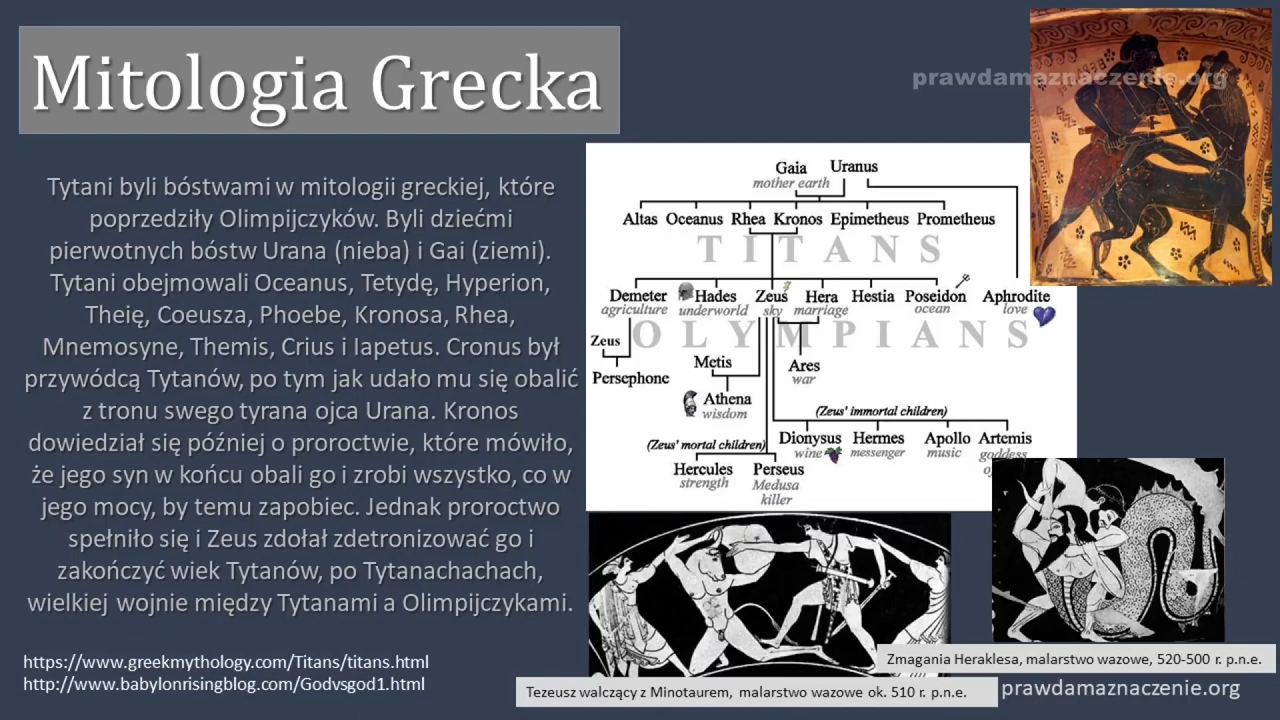 Mitologia Grecka
prawdamaznaczenie.org
Tytani byli bóstwami w mitologii greckiej, które
poprzedziły Olimpijczyków. Byli dziećmi
pierwotnych bóstw Urana (nieba) i Gai (ziemi).
Tytani obejmowali Oceanus, Tetydę, Hyperion,
Theię, Coeusza, Phoebe, Kronosa, Rhea,
Mnemosyne, Themis, Crius i Iapetus. Cronus był
przywódcą Tytanów, po tym jak udało mu się obalić
z tronu swego tyrana ojca Urana. Kronos
dowiedział się później o proroctwie, które mówiło,
że jego syn w końcu obali go i zrobi wszystko, co w
jego mocy, by temu zapobiec. Jednak proroctwo
spełniło się i Zeus zdołał zdetronizować go i
zakończyć wiek Tytanów, po Tytanachachach,
wielkiej wojnie między Tytanami a Olimpijczykami.
https://www.greekmythology.com/Titans/titans.html
http://www.babylonrisingblog.com/Godvsgod1.html
Gaia Uranus
mother earth
Altas Oceanus Rhea Kronos Epimetheus Prometheus
TITANS
Demeter Hades Zeus Hera Hestia Poseidon Aphrodite
agriculture underworld sky marriage ocean love
OLYMPIANS
Zeus
Persephone
Metis
Ares
war
Athena
wisdom
(Zeus' immortal children)
Dionysus Hermes Apollo Artemis
wine messenger music goddess
(Zeus' mortal children)
Hercules Perseus
strength Medusa
killer
Zmagania Heraklesa, malarstwo wazowe, 520-500 r. p.n.e.
Tezeusz walczący z Minotaurem, malarstwo wazowe ok. 510 r. p.n.e.
prawdamaznaczenie.org